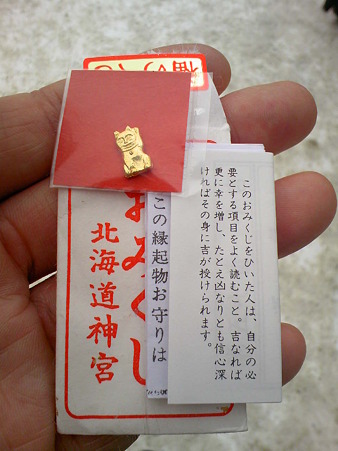 おみくじ
北海道神宮
この縁起物お守りは
このおみくじをひいた人は、自分の必
要とする項目をよく読むこと。吉なれば
更に幸を増し、たとえ凶なりとも信心深
ければその身に吉が授けられます。